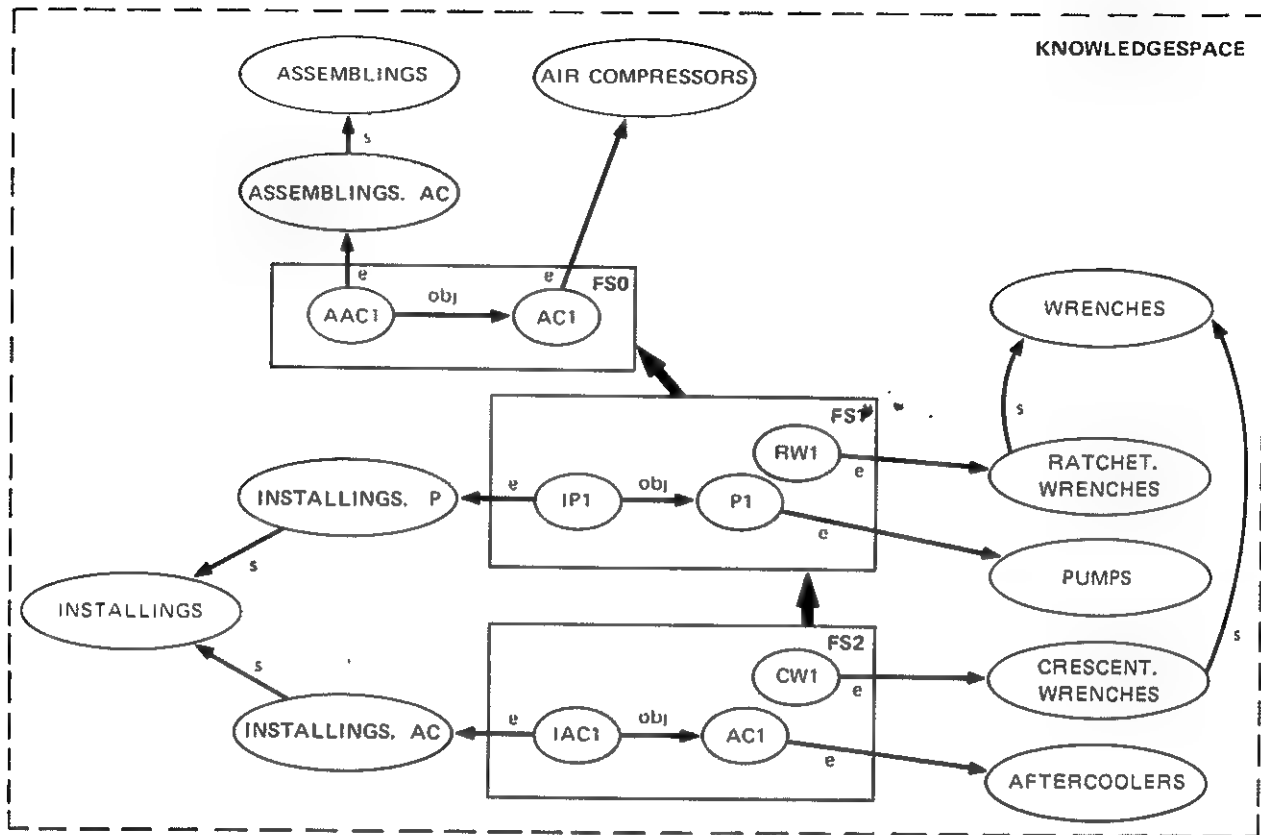 KNOWLEDGESPACE
ASSEMBLINGS
AIR COMPRESSORS
s
ASSEMBLINGS. AC
e
e
FS0
AAC1
obj
AC1
WRENCHES
FS1
s
s
RW1
e
RATCHET.
WRENCHES
INSTALLINGS. P
e
IP1
obj
P1
e
PUMPS
s
INSTALLINGS
FS2
s
CW1
e
CRESCENT.
WRENCHES
INSTALLINGS. AC
e
IAC1
obj
AC1
e
AFTERCOOLERS